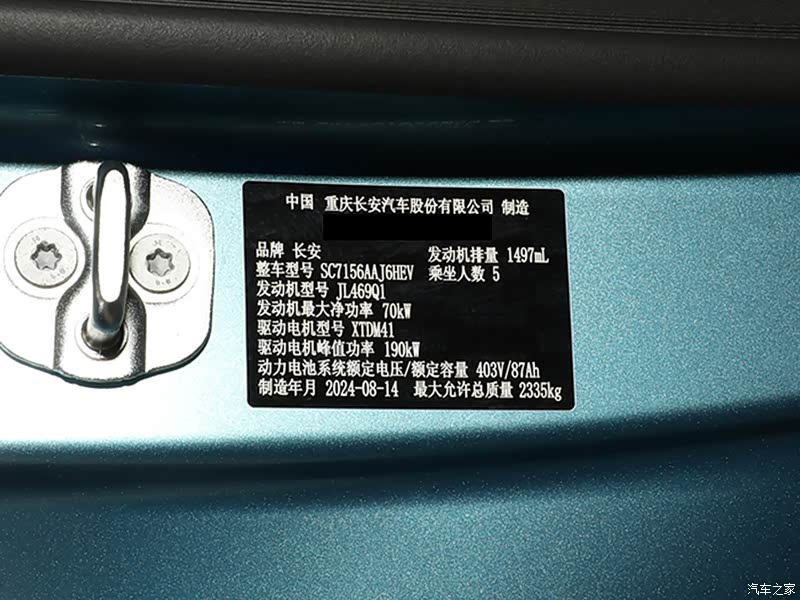 中国 重庆长安汽车股份有限公司 制造
品牌 长安 发动机排量 1497mL
整车型号 SC7156AAJ6HEV 乘坐人数 5
发动机型号 JL469Q1
发动机最大净功率 70kW
驱动电机型号 XTDM41
驱动电机峰值功率 190kW
动力电池系统额定电压/额定容量 403V/87Ah
制造年月 2024-08-14 最大允许总质量 2335kg
汽车之家